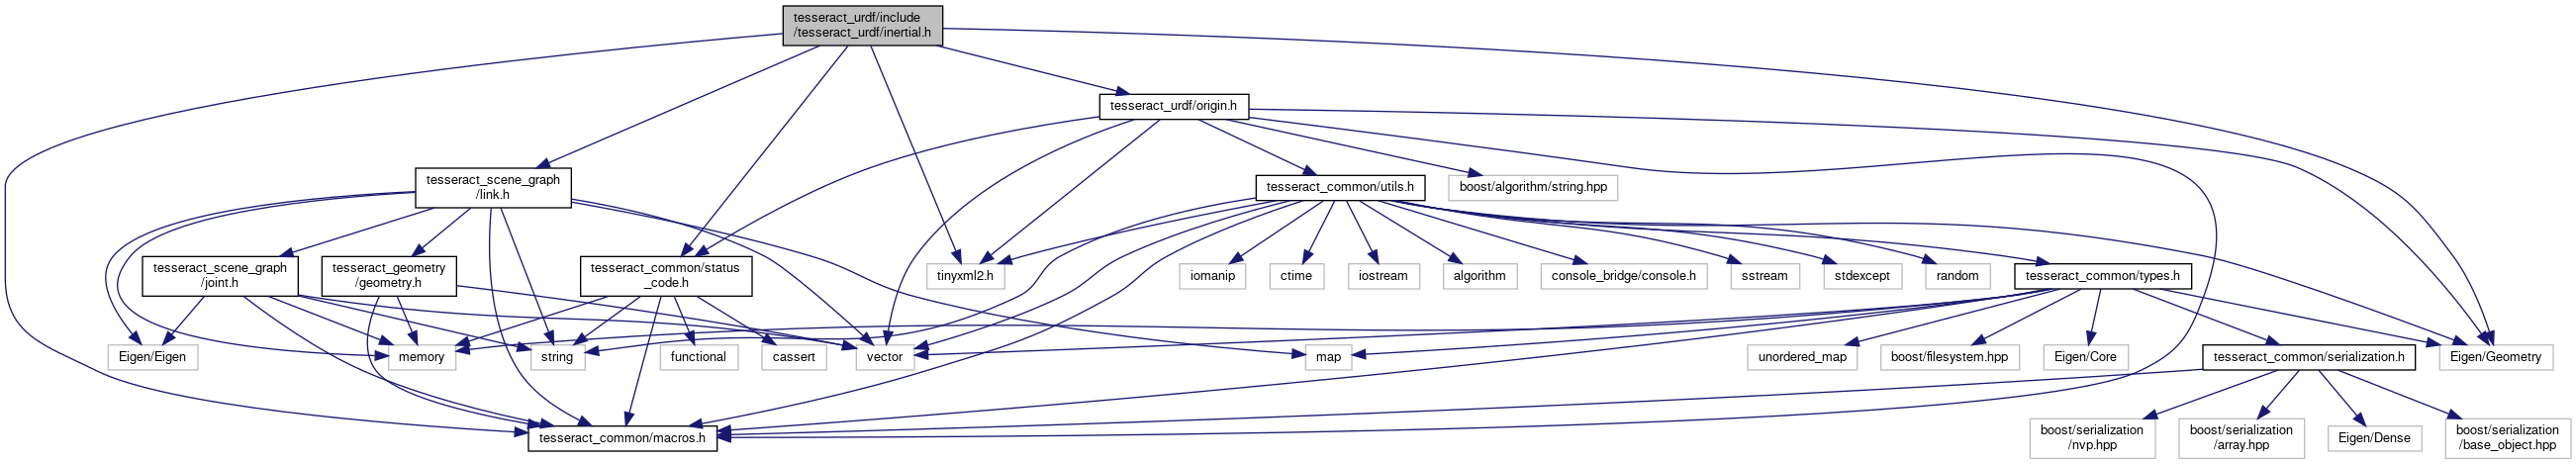 tesseract_urdf/include
/tesseract_urdf/inertial.h
tesseract_urdf/origin.h
tesseract_scene_graph
/link.h
tesseract_common/utils.h
boost/algorithm/string.hpp
tesseract_scene_graph
/joint.h
tesseract_geometry
/geometry.h
tesseract_common/status
_code.h
tinyxml2.h
iomanip
ctime
iostream
algorithm
console_bridge/console.h
sstream
stdexcept
random
tesseract_common/types.h
Eigen/Eigen
memory
string
functional
cassert
vector
map
unordered_map
boost/filesystem.hpp
Eigen/Core
tesseract_common/serialization.h
Eigen/Geometry
tesseract_common/macros.h
boost/serialization
/nvp.hpp
boost/serialization
/array.hpp
Eigen/Dense
boost/serialization
/base_object.hpp